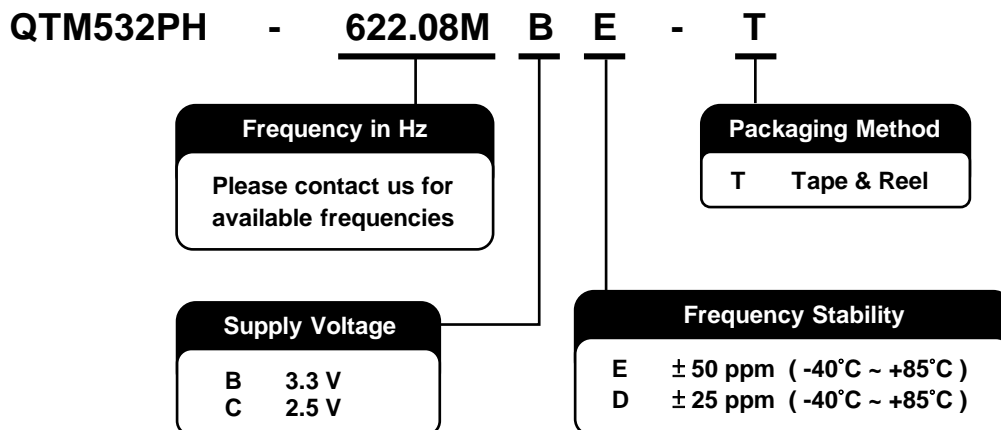 QTM532PH - 622.08M B E - T
Frequency in Hz
Please contact us for
available frequencies
Packaging Method
T Tape & Reel
Supply Voltage
B 3.3 V
C 2.5 V
Frequency Stability
E ± 50 ppm ( -40°C ~ +85°C )
D ± 25 ppm ( -40°C ~ +85°C )